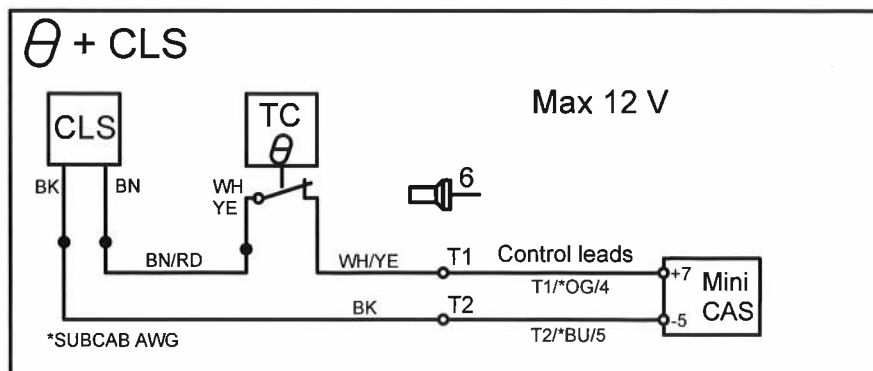 θ + CLS
Max 12 V
CLS
TC
θ
BK
BN
WH
YE
6
BN/RD
WH/YE
T1
Control leads
T1/*OG/4
+7
Mini
CAS
BK
T2
-5
T2/*BU/5
*SUBCAB AWG